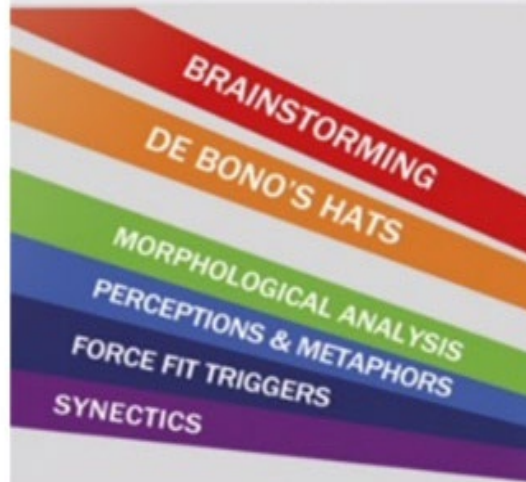 BRAINSTORMING
DE BONO'S HATS
MORPHOLOGICAL ANALYSIS
PERCEPTIONS & METAPHORS
FORCE FIT TRIGGERS
SYNECTICS